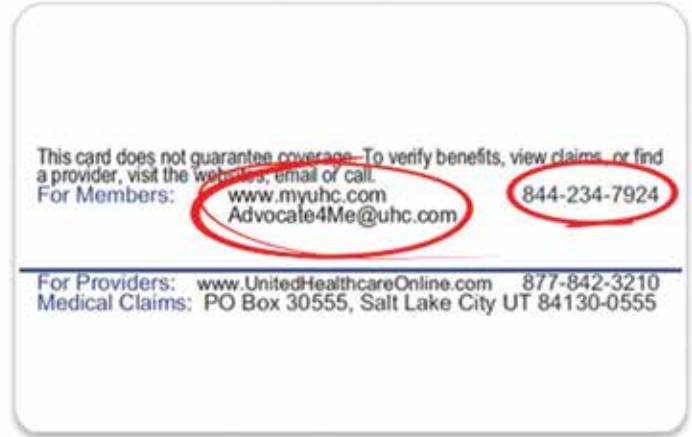 This card does not guarantee coverage. To verify benefits, view claims, or find
a provider, visit the websites, email or call.
For Members: www.myuhc.com 844-234-7924
Advocate4Me@uhc.com
For Providers: www.UnitedHealthcareOnline.com 877-842-3210
Medical Claims: PO Box 30555, Salt Lake City UT 84130-0555